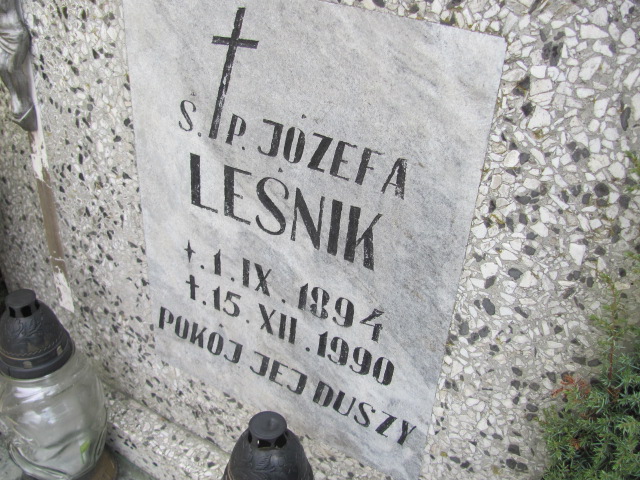 Ś. P. JÓZEFA
LEŚNIK
†. 1. IX. 1894
†. 15. XII. 1990
POKÓJ JEJ DUSZY